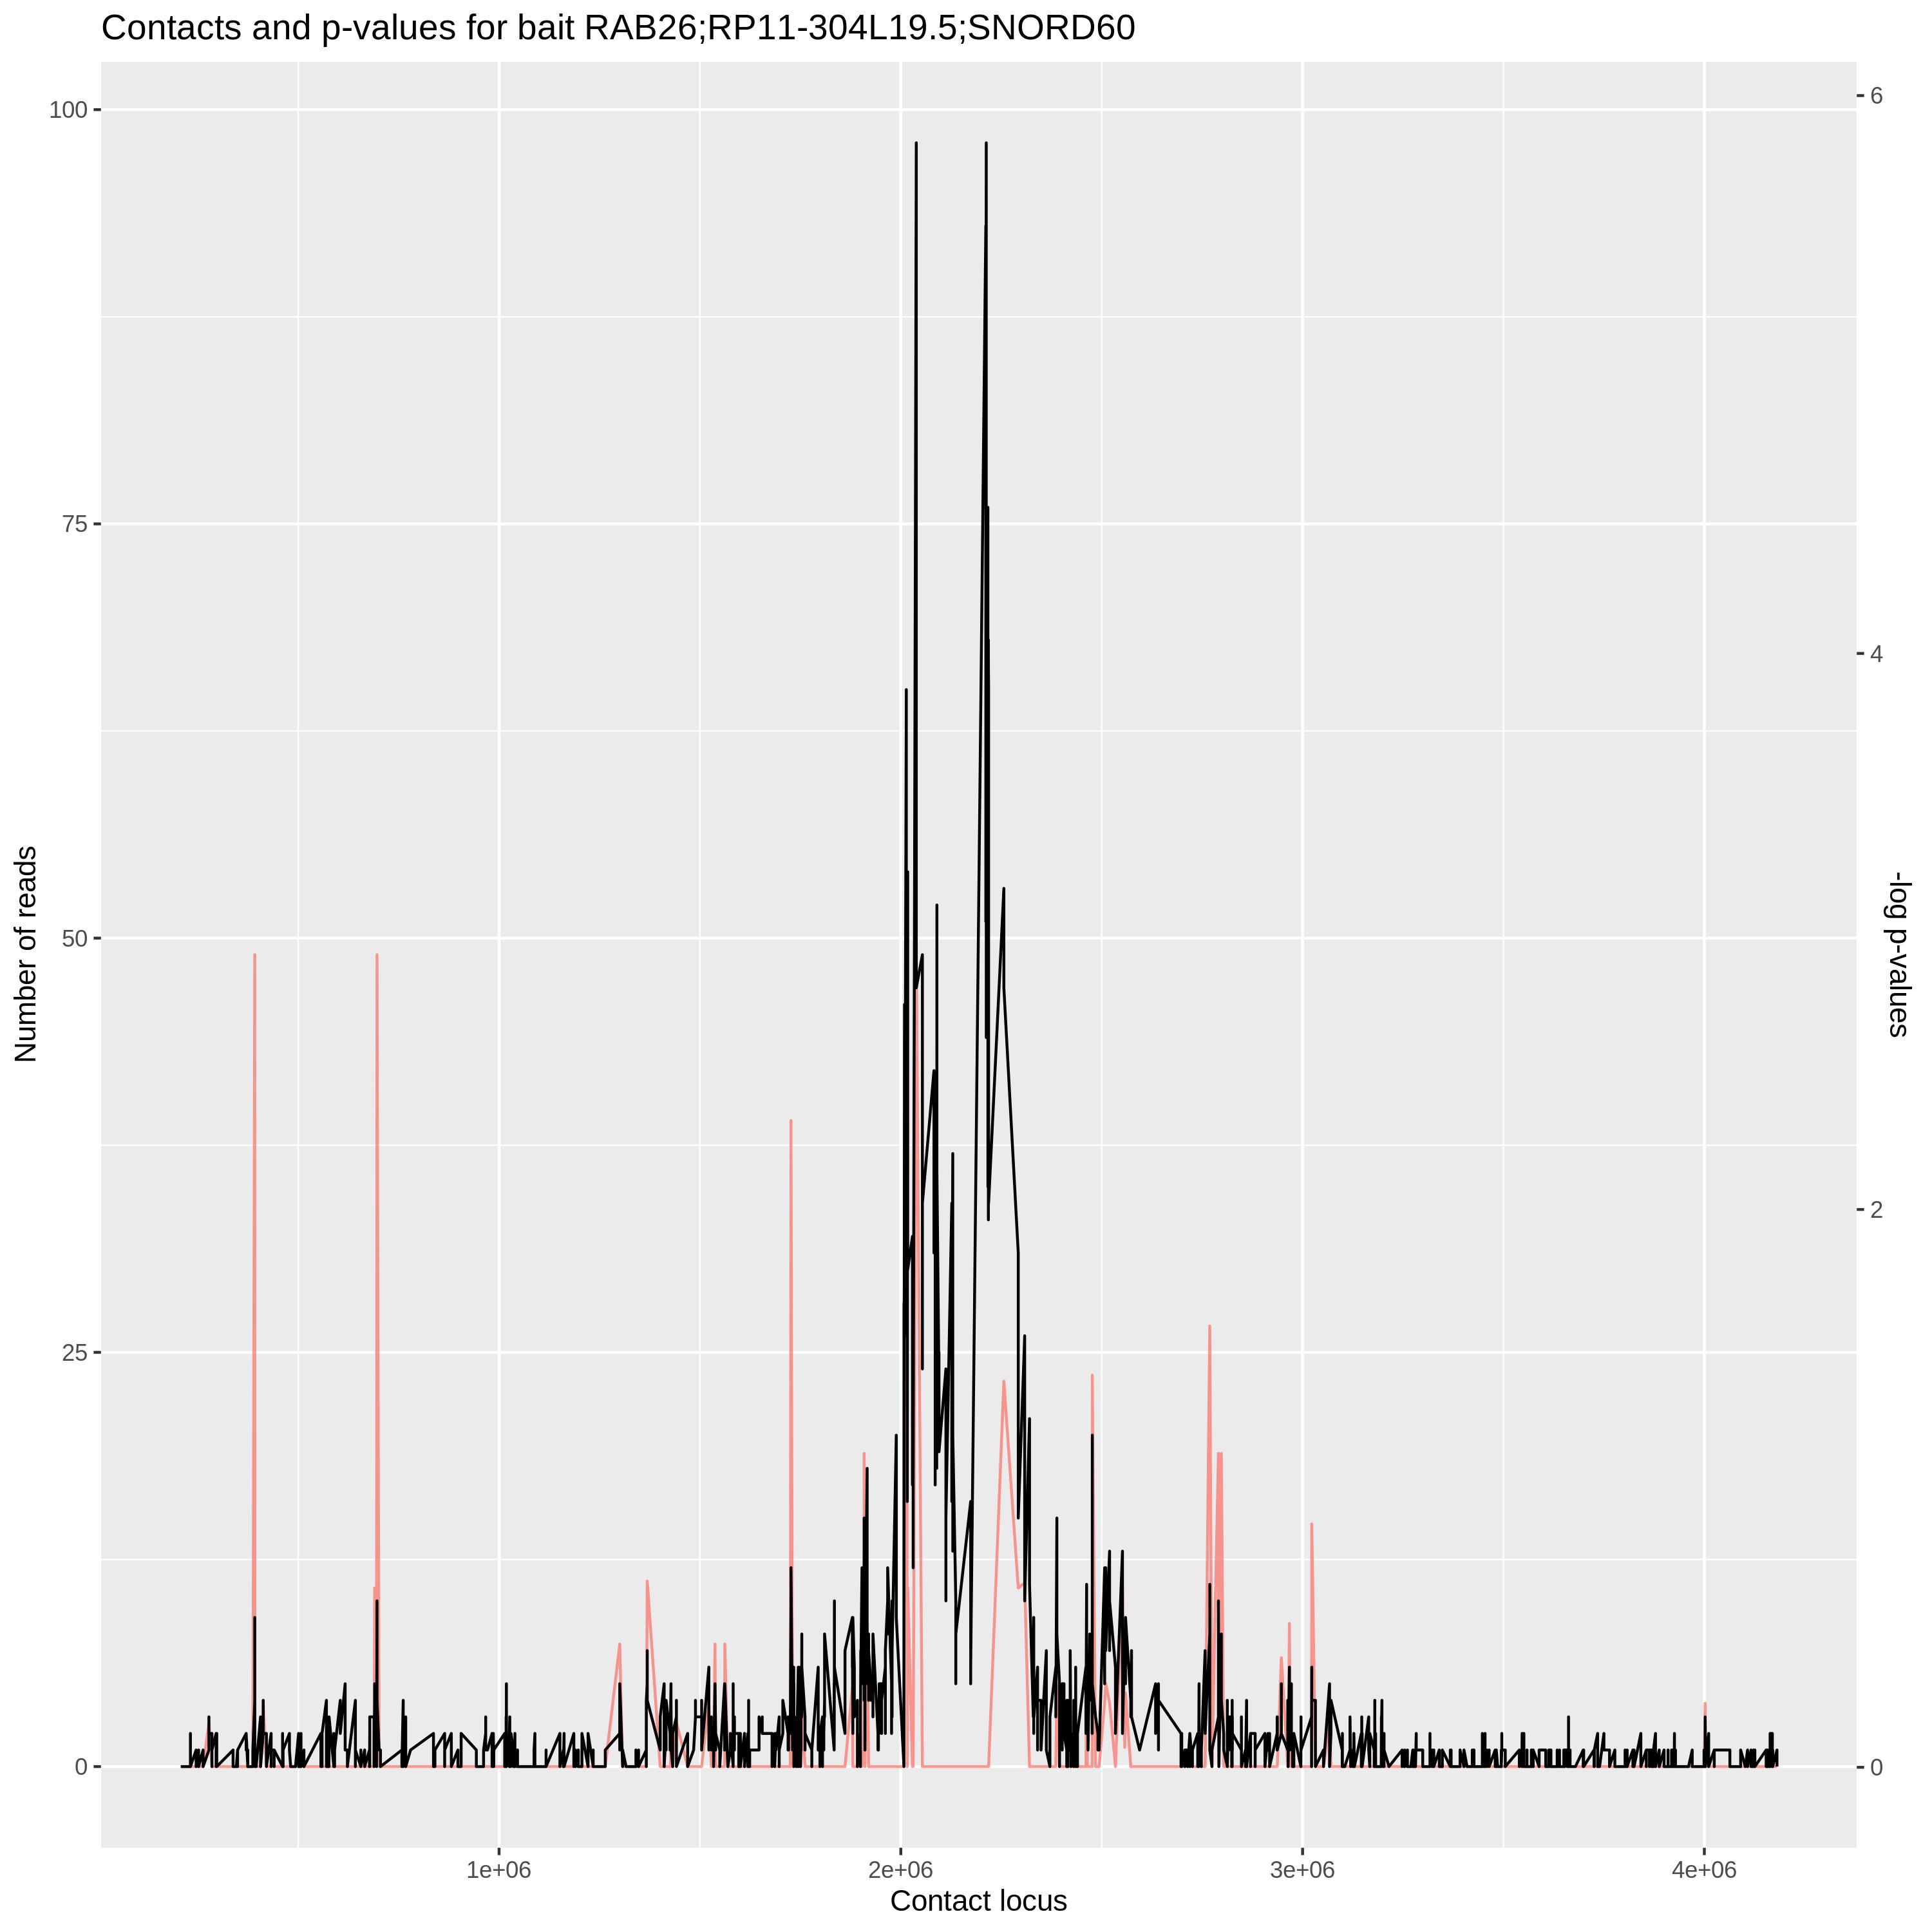 Contacts and p-values for bait RAB26;RP11-304L19.5;SNORD60
100
75
50
25
0
Number of reads
6
4
2
0
-log p-values
1e+06 2e+06 3e+06 4e+06
Contact locus